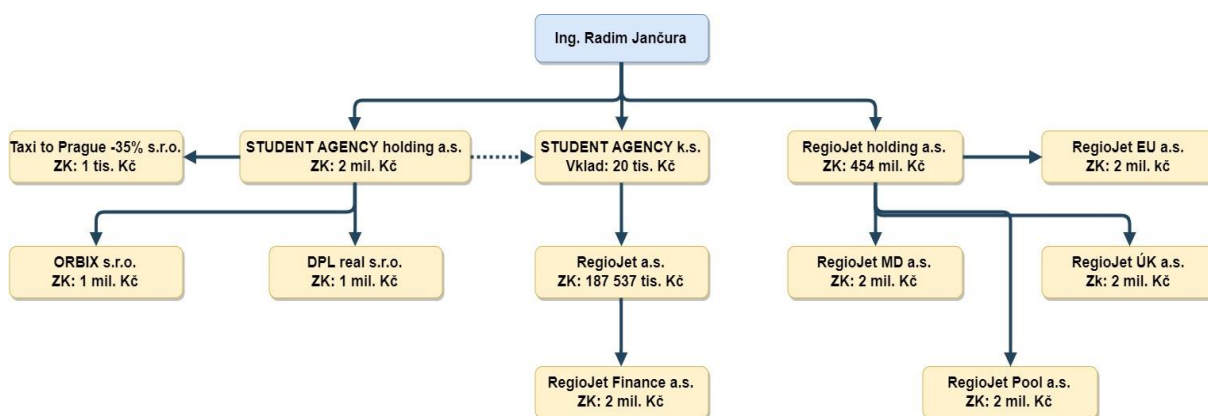 Ing. Radim Jančura
Taxi to Prague -35% s.r.o.
ZK: 1 tis. Kč
STUDENT AGENCY holding a.s.
ZK: 2 mil. Kč
STUDENT AGENCY k.s.
Vklad: 20 tis. Kč
RegioJet holding a.s.
ZK: 454 mil. Kč
RegioJet EU a.s.
ZK: 2 mil. kč
ORBIX s.r.o.
ZK: 1 mil. Kč
DPL real s.r.o.
ZK: 1 mil. Kč
RegioJet a.s.
ZK: 187 537 tis. Kč
RegioJet MD a.s.
ZK: 2 mil. Kč
RegioJet ÚK a.s.
Zk: 2 mil. Kč
RegioJet Finance a.s.
ZK: 2 mil. Kč
RegioJet Pool a.s.
ZK: 2 mil. Kč